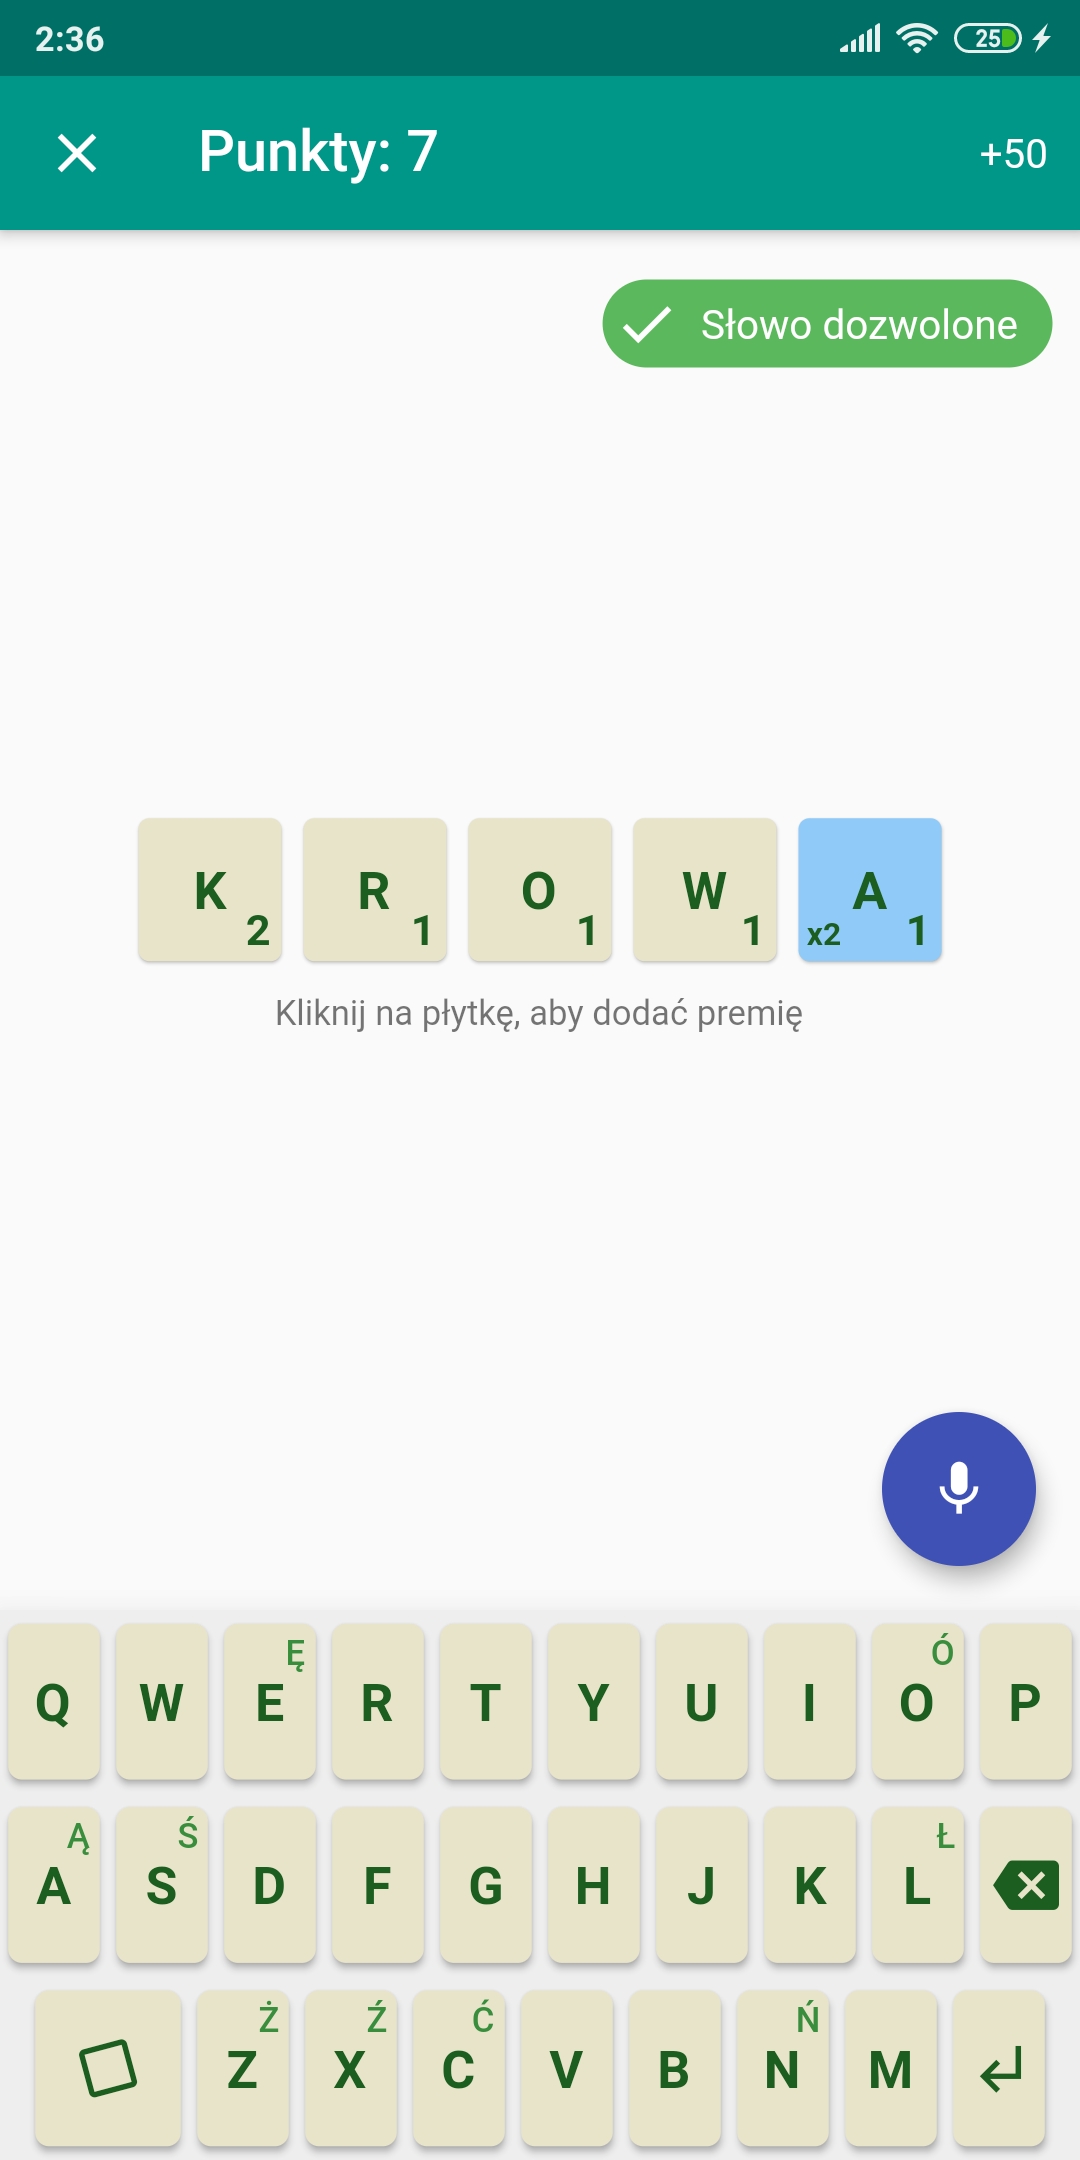 2:36
25
Punkty: 7
+50
Słowo dozwolone
K 2 R 1 O 1 W 1 x2 A 1
Kliknij na płytkę, aby dodać premię
Q W E Ę R T Y U I O Ó P
A Ą S Ś D F G H J K L Ł
Z Ż X Ź C Ć V B N Ń M